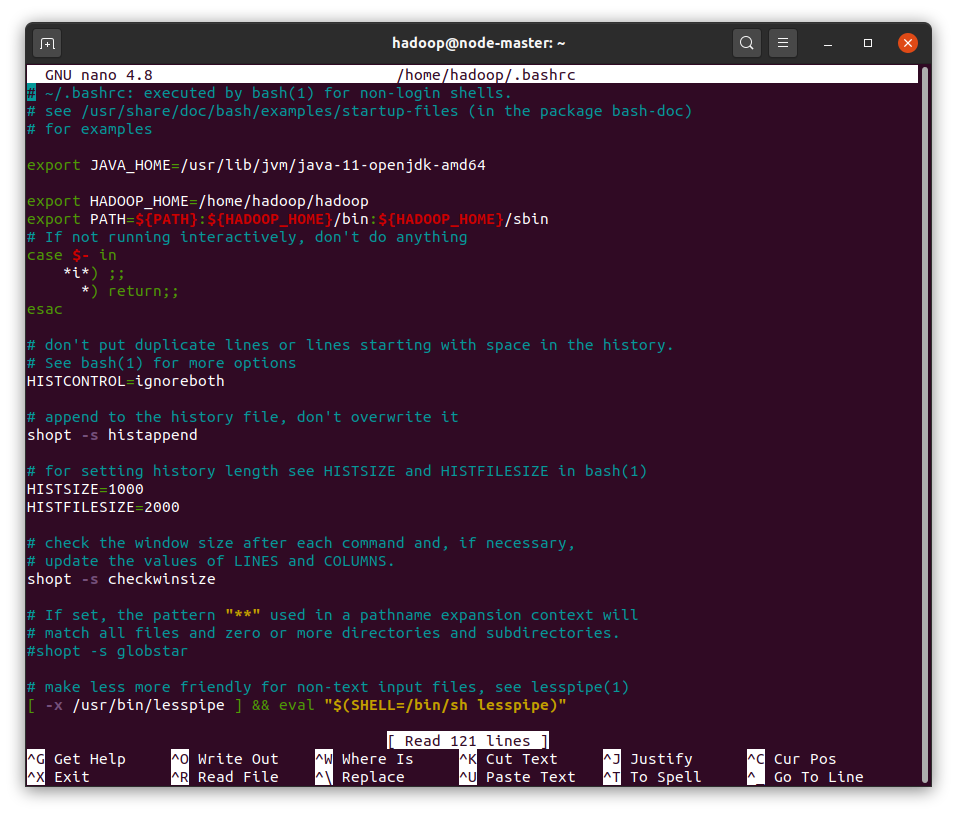 hadoop@node-master: ~
GNU nano 4.8 /home/hadoop/.bashrc
# ~/.bashrc: executed by bash(1) for non-login shells.
# see /usr/share/doc/bash/examples/startup-files (in the package bash-doc)
# for examples
export JAVA_HOME=/usr/lib/jvm/java-11-openjdk-amd64
export HADOOP_HOME=/home/hadoop/hadoop
export PATH=${PATH}:${HADOOP_HOME}/bin:${HADOOP_HOME}/sbin
# If not running interactively, don't do anything
case $- in
    *i*) ;;
      *) return;;
esac
# don't put duplicate lines or lines starting with space in the history.
# See bash(1) for more options
HISTCONTROL=ignoreboth
# append to the history file, don't overwrite it
shopt -s histappend
# for setting history length see HISTSIZE and HISTFILESIZE in bash(1)
HISTSIZE=1000
HISTFILESIZE=2000
# check the window size after each command and, if necessary,
# update the values of LINES and COLUMNS.
shopt -s checkwinsize
# If set, the pattern "**" used in a pathname expansion context will
# match all files and zero or more directories and subdirectories.
#shopt -s globstar
# make less more friendly for non-text input files, see lesspipe(1)
[ -x /usr/bin/lesspipe ] && eval "$(SHELL=/bin/sh lesspipe)"
[ Read 121 lines ]
^G Get Help ^O Write Out ^W Where Is ^K Cut Text ^J Justify ^C Cur Pos
^X Exit ^R Read File ^\ Replace ^U Paste Text ^T To Spell ^_ Go To Line